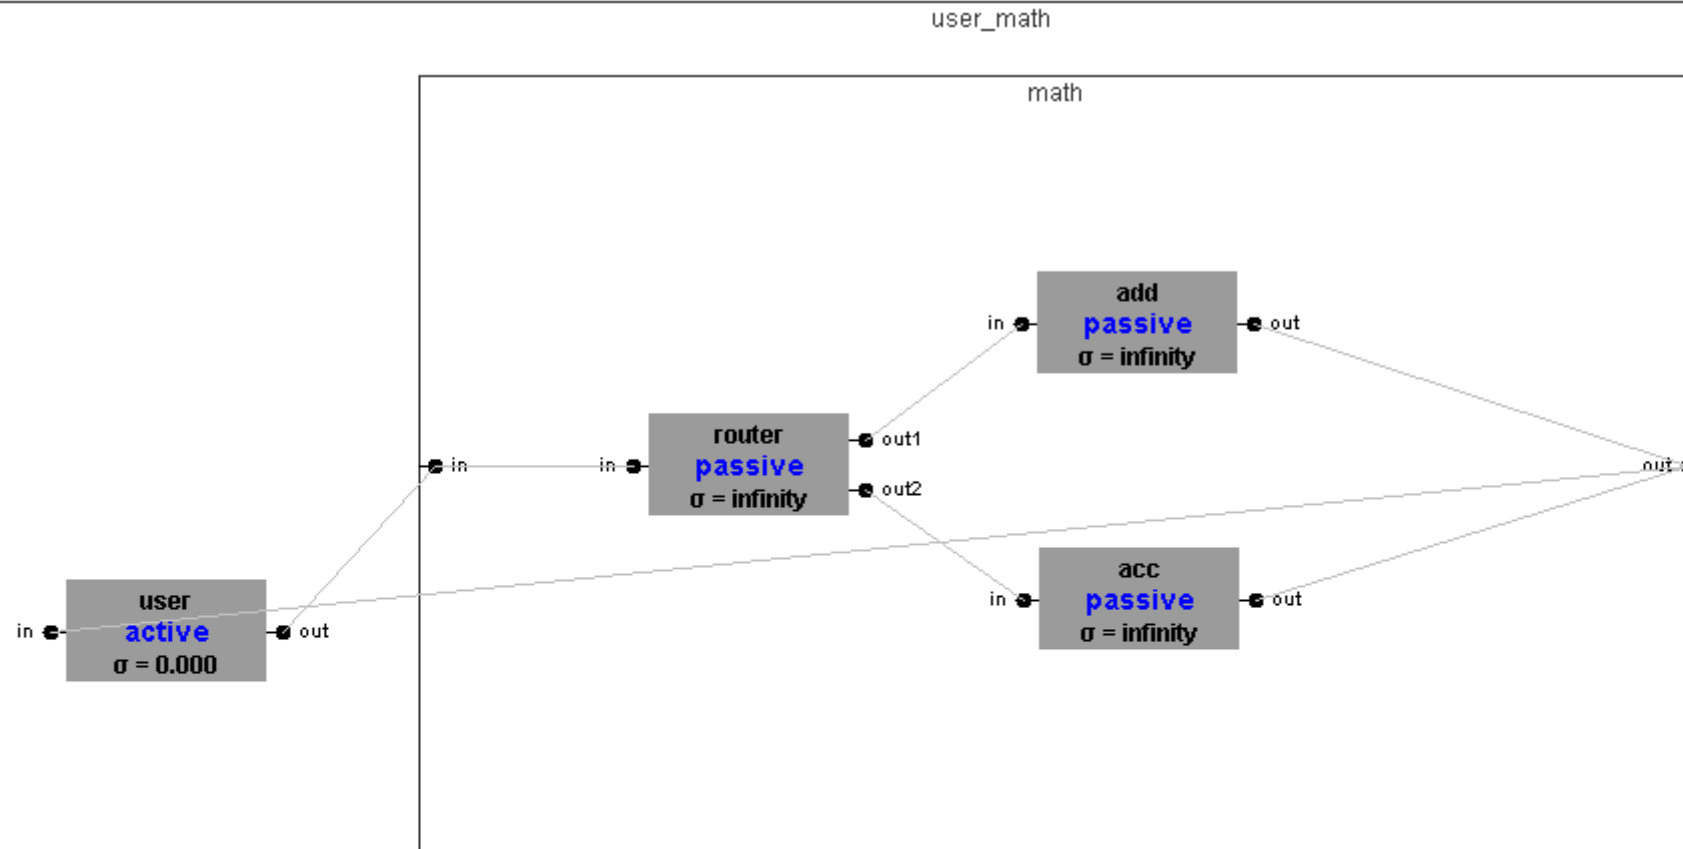 user_math
math
add
in
passive
out
σ = infinity
router
out1
in
in
passive
out
out2
σ = infinity
acc
in
passive
out
σ = infinity
user
in
active
out
σ = 0.000